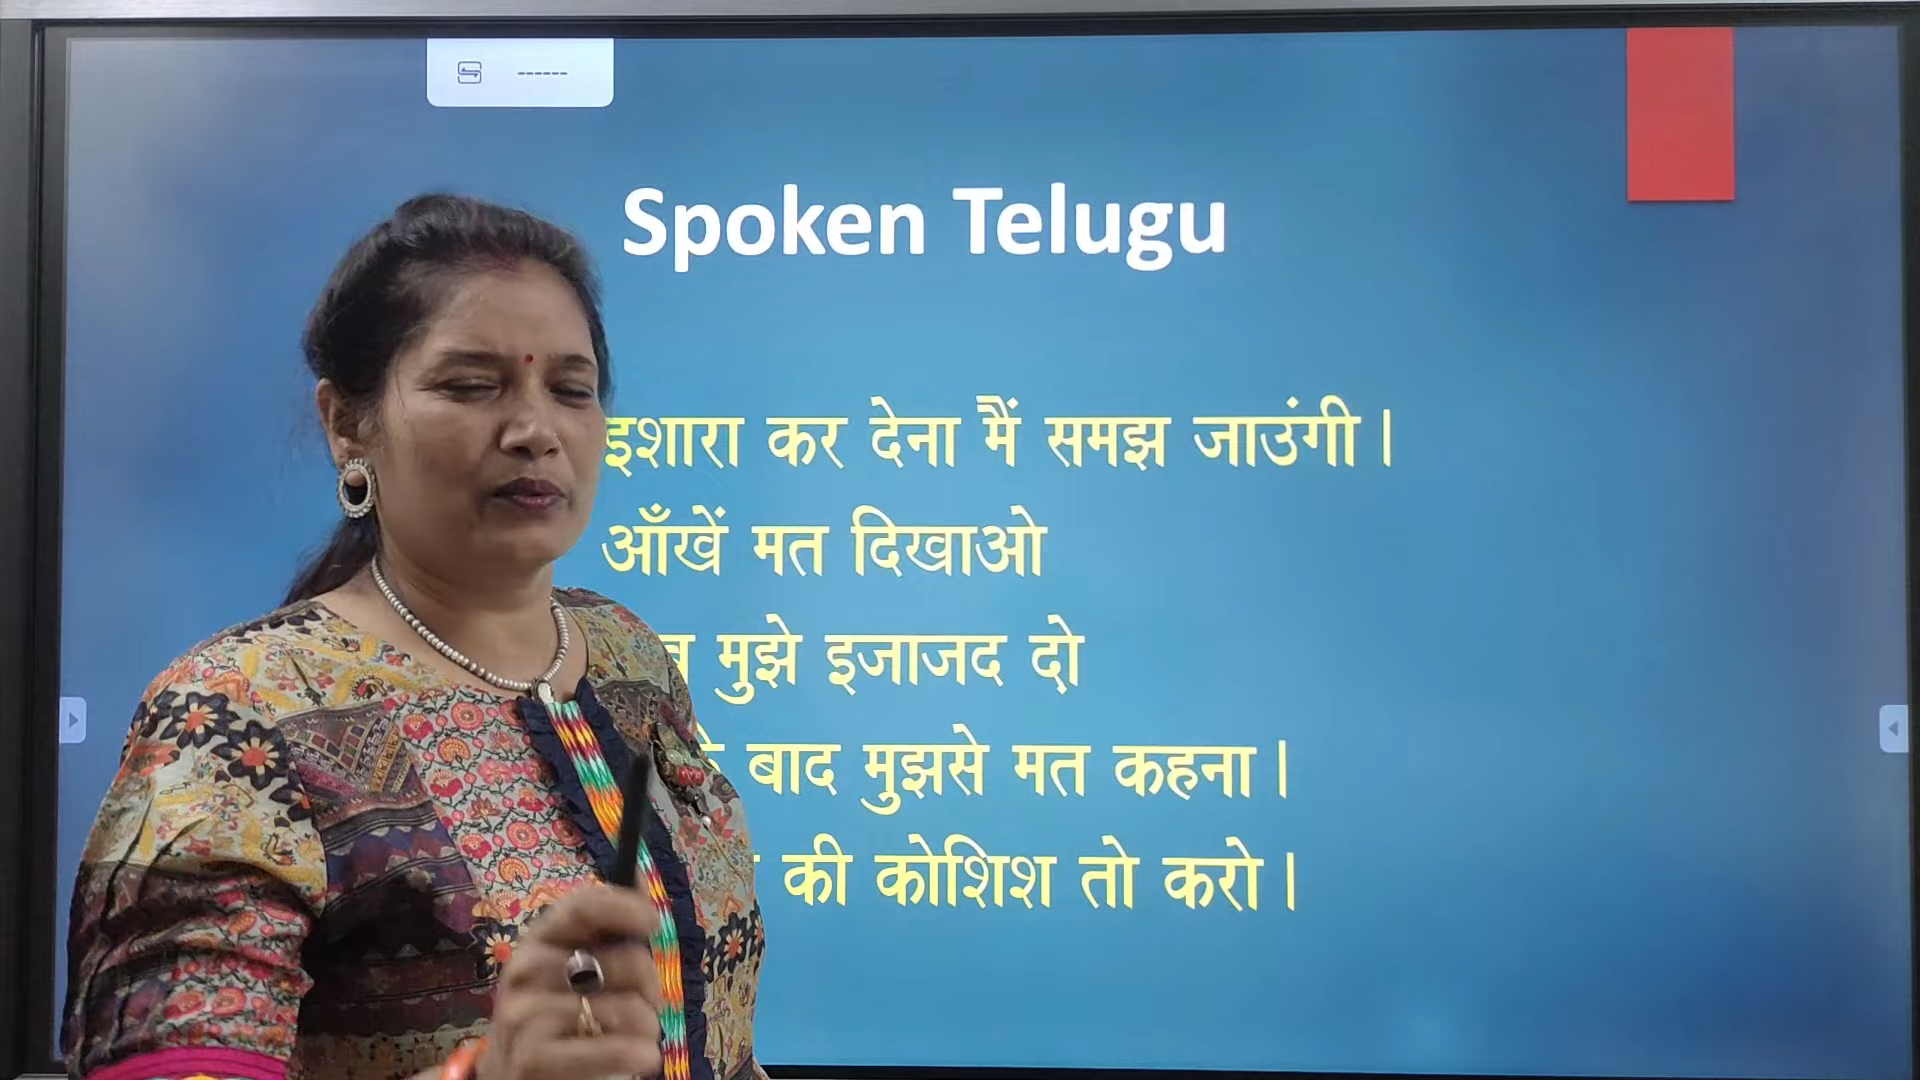 ------
Spoken Telugu
इशारा कर देना मैं समझ जाउंगी।
आँखें मत दिखाओ
मुझे इजाजद दो
बाद मुझसे मत कहना।
की कोशिश तो करो।